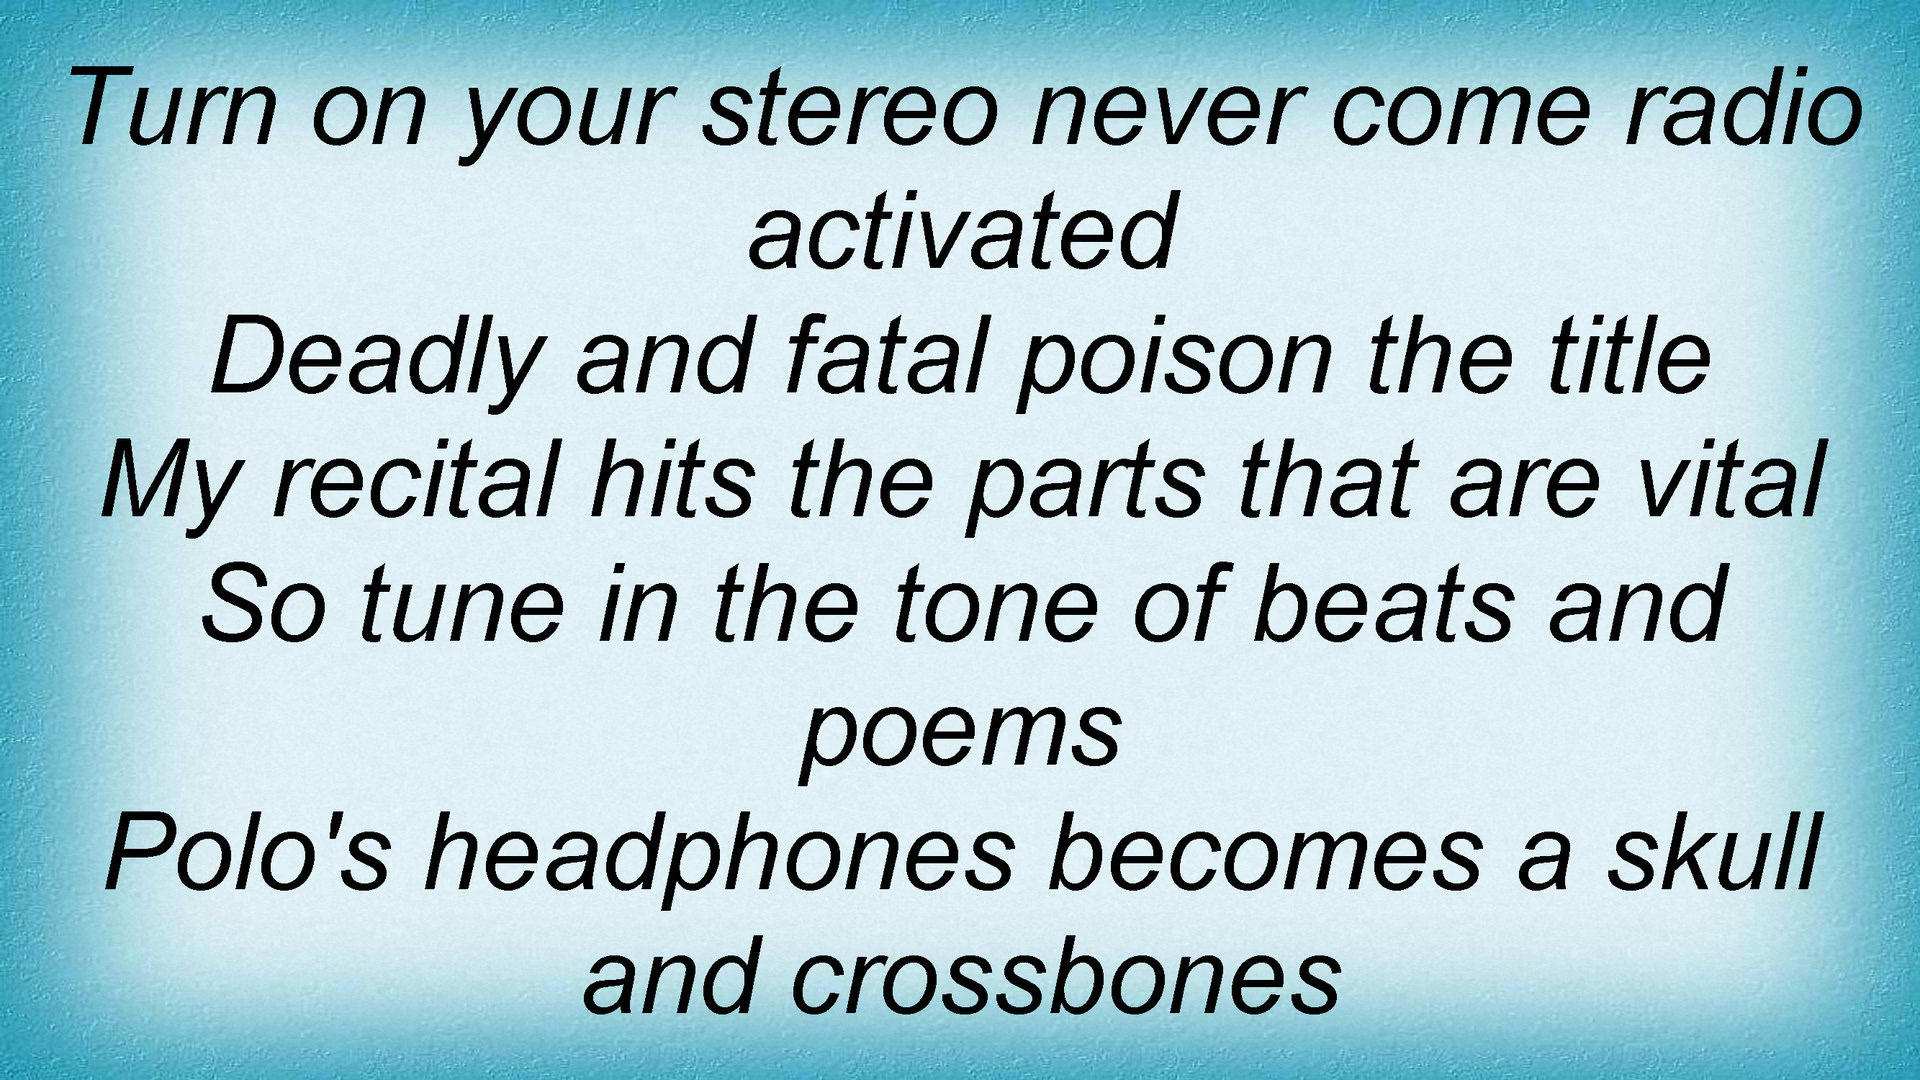 Turn on your stereo never come radio
activated
Deadly and fatal poison the title
My recital hits the parts that are vital
So tune in the tone of beats and
poems
Polo's headphones becomes a skull
and crossbones